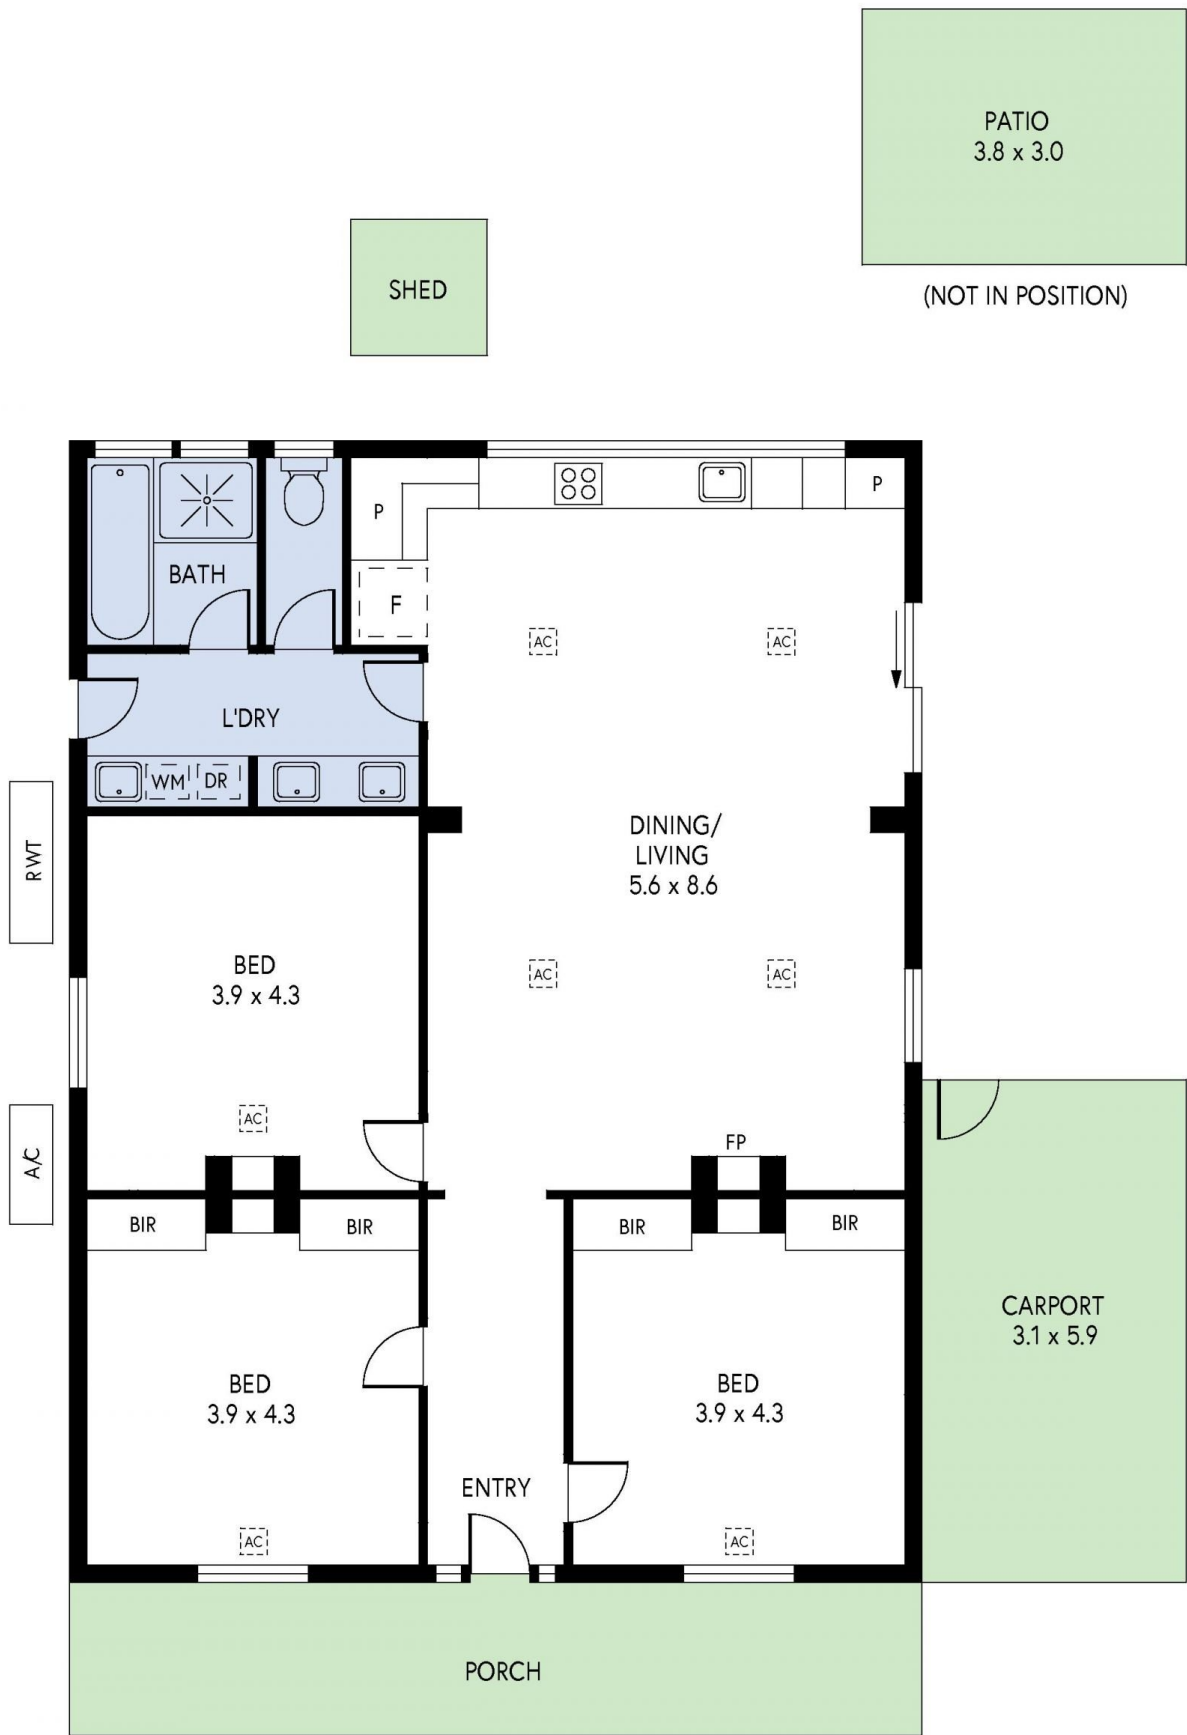 PATIO
3.8 x 3.0
(NOT IN POSITION)
SHED
P
P
BATH
F
AC
AC
L'DRY
WM
DR
RWT
DINING/
LIVING
5.6 x 8.6
BED
3.9 x 4.3
AC
AC
AC
A/C
FP
BIR
BIR
BIR
BIR
CARPORT
3.1 x 5.9
BED
3.9 x 4.3
BED
3.9 x 4.3
ENTRY
AC
AC
PORCH